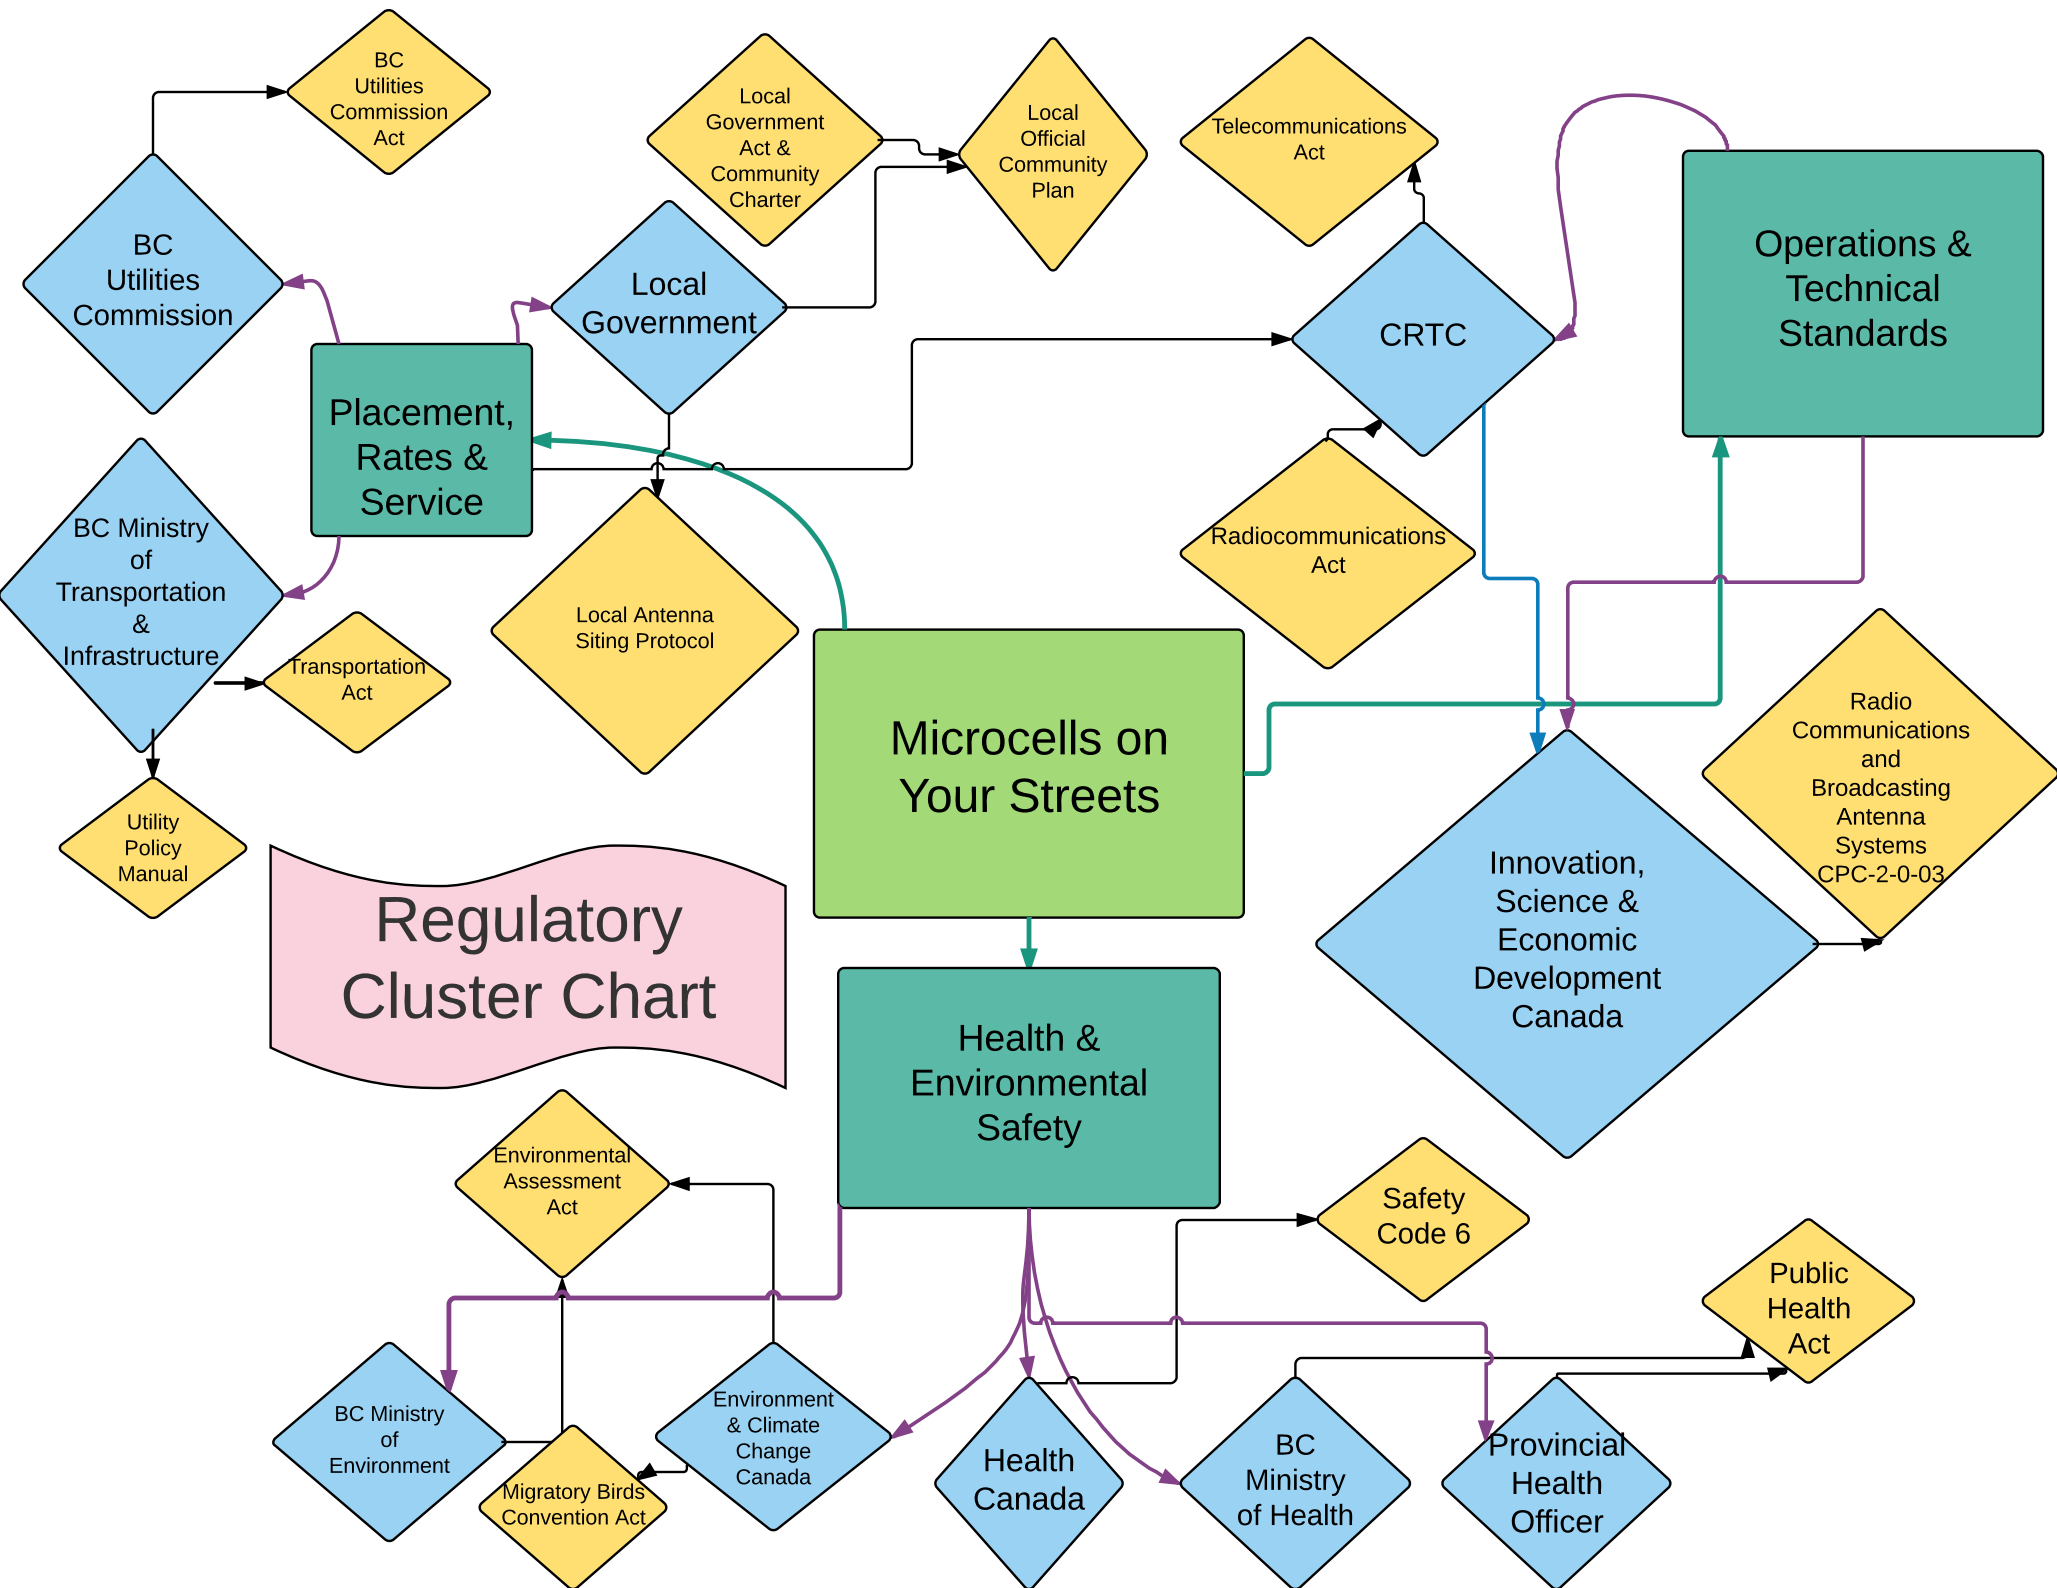 BC
Utilities
Commission
Act
Local
Government
Act &
Community
Charter
Local
Official
Community
Plan
Telecommunications
Act
BC
Utilities
Commission
Local
Government
CRTC
Operations &
Technical
Standards
Placement,
Rates &
Service
BC Ministry
of
Transportation
&
Infrastructure
Transportation
Act
Utility
Policy
Manual
Local Antenna
Siting Protocol
Radiocommunications
Act
Microcells on
Your Streets
Radio
Communications
and
Broadcasting
Antenna
Systems
CPC-2-0-03
Innovation,
Science &
Economic
Development
Canada
Regulatory
Cluster Chart
Health &
Environmental
Safety
Environmental
Assessment
Act
Safety
Code 6
Public
Health
Act
BC Ministry
of
Environment
Migratory Birds
Convention Act
Environment
& Climate
Change
Canada
Health
Canada
BC
Ministry
of Health
Provincial
Health
Officer